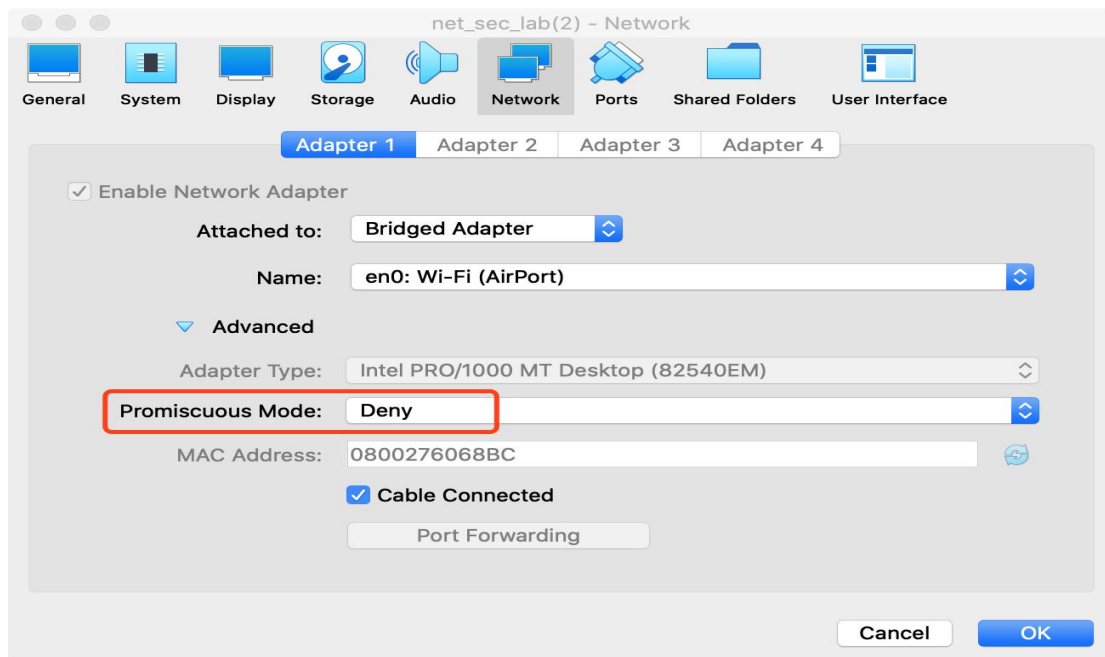 net_sec_lab(2) - Network
General System Display Storage Audio Network Ports Shared Folders User Interface
Adapter 1 Adapter 2 Adapter 3 Adapter 4
Enable Network Adapter
Attached to: Bridged Adapter
Name: en0: Wi-Fi (AirPort)
Advanced
Adapter Type: Intel PRO/1000 MT Desktop (82540EM)
Promiscuous Mode: Deny
MAC Address: 0800276068BC
Cable Connected
Port Forwarding
Cancel OK